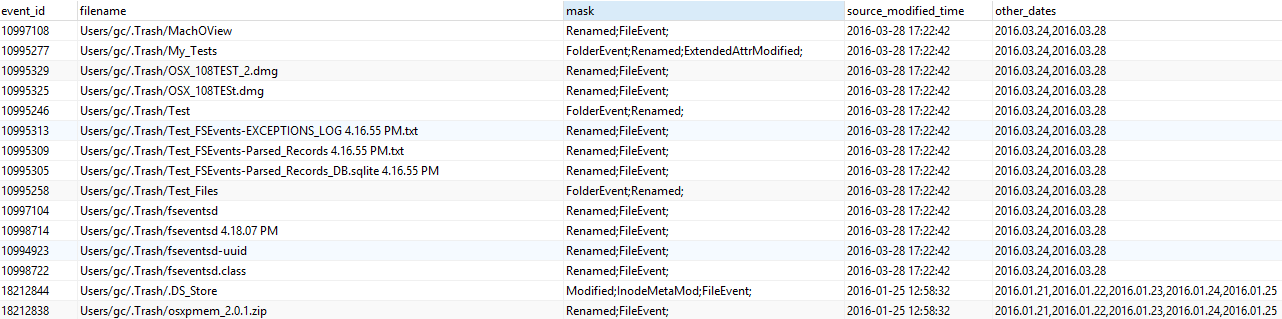 event_id filename mask source_modified_time other_dates
10997108 Users/gc/.Trash/MachOView Renamed;FileEvent; 2016-03-28 17:22:42 2016.03.24,2016.03.28
10995277 Users/gc/.Trash/My_Tests FolderEvent;Renamed;ExtendedAttrModified; 2016-03-28 17:22:42 2016.03.24,2016.03.28
10995329 Users/gc/.Trash/OSX_108TEST_2.dmg Renamed;FileEvent; 2016-03-28 17:22:42 2016.03.24,2016.03.28
10995325 Users/gc/.Trash/OSX_108TESt.dmg Renamed;FileEvent; 2016-03-28 17:22:42 2016.03.24,2016.03.28
10995246 Users/gc/.Trash/Test FolderEvent;Renamed; 2016-03-28 17:22:42 2016.03.24,2016.03.28
10995313 Users/gc/.Trash/Test_FSEvents-EXCEPTIONS_LOG 4.16.55 PM.txt Renamed;FileEvent; 2016-03-28 17:22:42 2016.03.24,2016.03.28
10995309 Users/gc/.Trash/Test_FSEvents-Parsed_Records 4.16.55 PM.txt Renamed;FileEvent; 2016-03-28 17:22:42 2016.03.24,2016.03.28
10995305 Users/gc/.Trash/Test_FSEvents-Parsed_Records_DB.sqlite 4.16.55 PM Renamed;FileEvent; 2016-03-28 17:22:42 2016.03.24,2016.03.28
10995258 Users/gc/.Trash/Test_Files FolderEvent;Renamed; 2016-03-28 17:22:42 2016.03.24,2016.03.28
10997104 Users/gc/.Trash/fseventsd Renamed;FileEvent; 2016-03-28 17:22:42 2016.03.24,2016.03.28
10998714 Users/gc/.Trash/fseventsd 4.18.07 PM Renamed;FileEvent; 2016-03-28 17:22:42 2016.03.24,2016.03.28
10994923 Users/gc/.Trash/fseventsd-uuid Renamed;FileEvent; 2016-03-28 17:22:42 2016.03.24,2016.03.28
10998722 Users/gc/.Trash/fseventsd.class Renamed;FileEvent; 2016-03-28 17:22:42 2016.03.24,2016.03.28
18212844 Users/gc/.Trash/.DS_Store Modified;InodeMetaMod;FileEvent; 2016-01-25 12:58:32 2016.01.21,2016.01.22,2016.01.23,2016.01.24,2016.01.25
18212838 Users/gc/.Trash/osxpmem_2.0.1.zip Renamed;FileEvent; 2016-01-25 12:58:32 2016.01.21,2016.01.22,2016.01.23,2016.01.24,2016.01.25